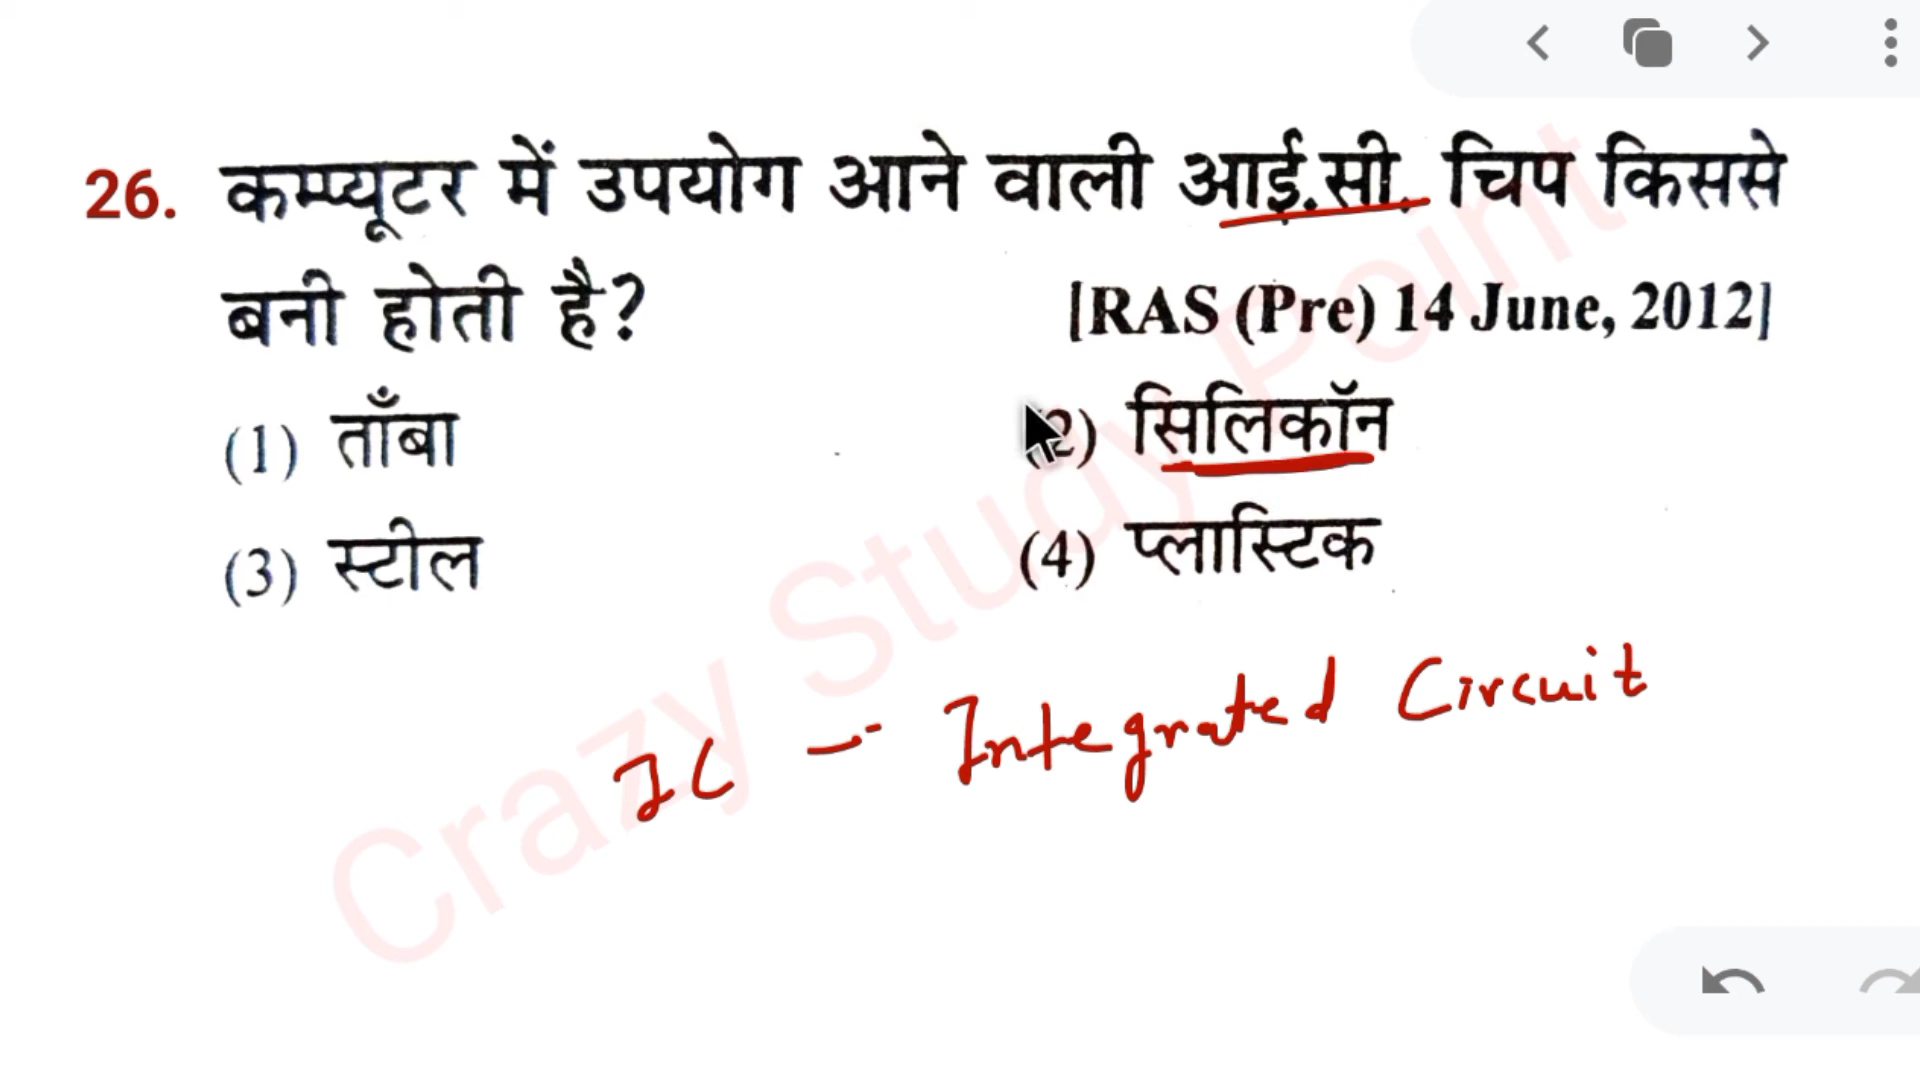 26. कम्प्यूटर में उपयोग आने वाली आई.सी. चिप किससे
बनी होती है? [RAS (Pre) 14 June, 2012]
(1) ताँबा (2) सिलिकॉन
(3) स्टील (4) प्लास्टिक
IC - Integrated Circuit
Crazy Study Point